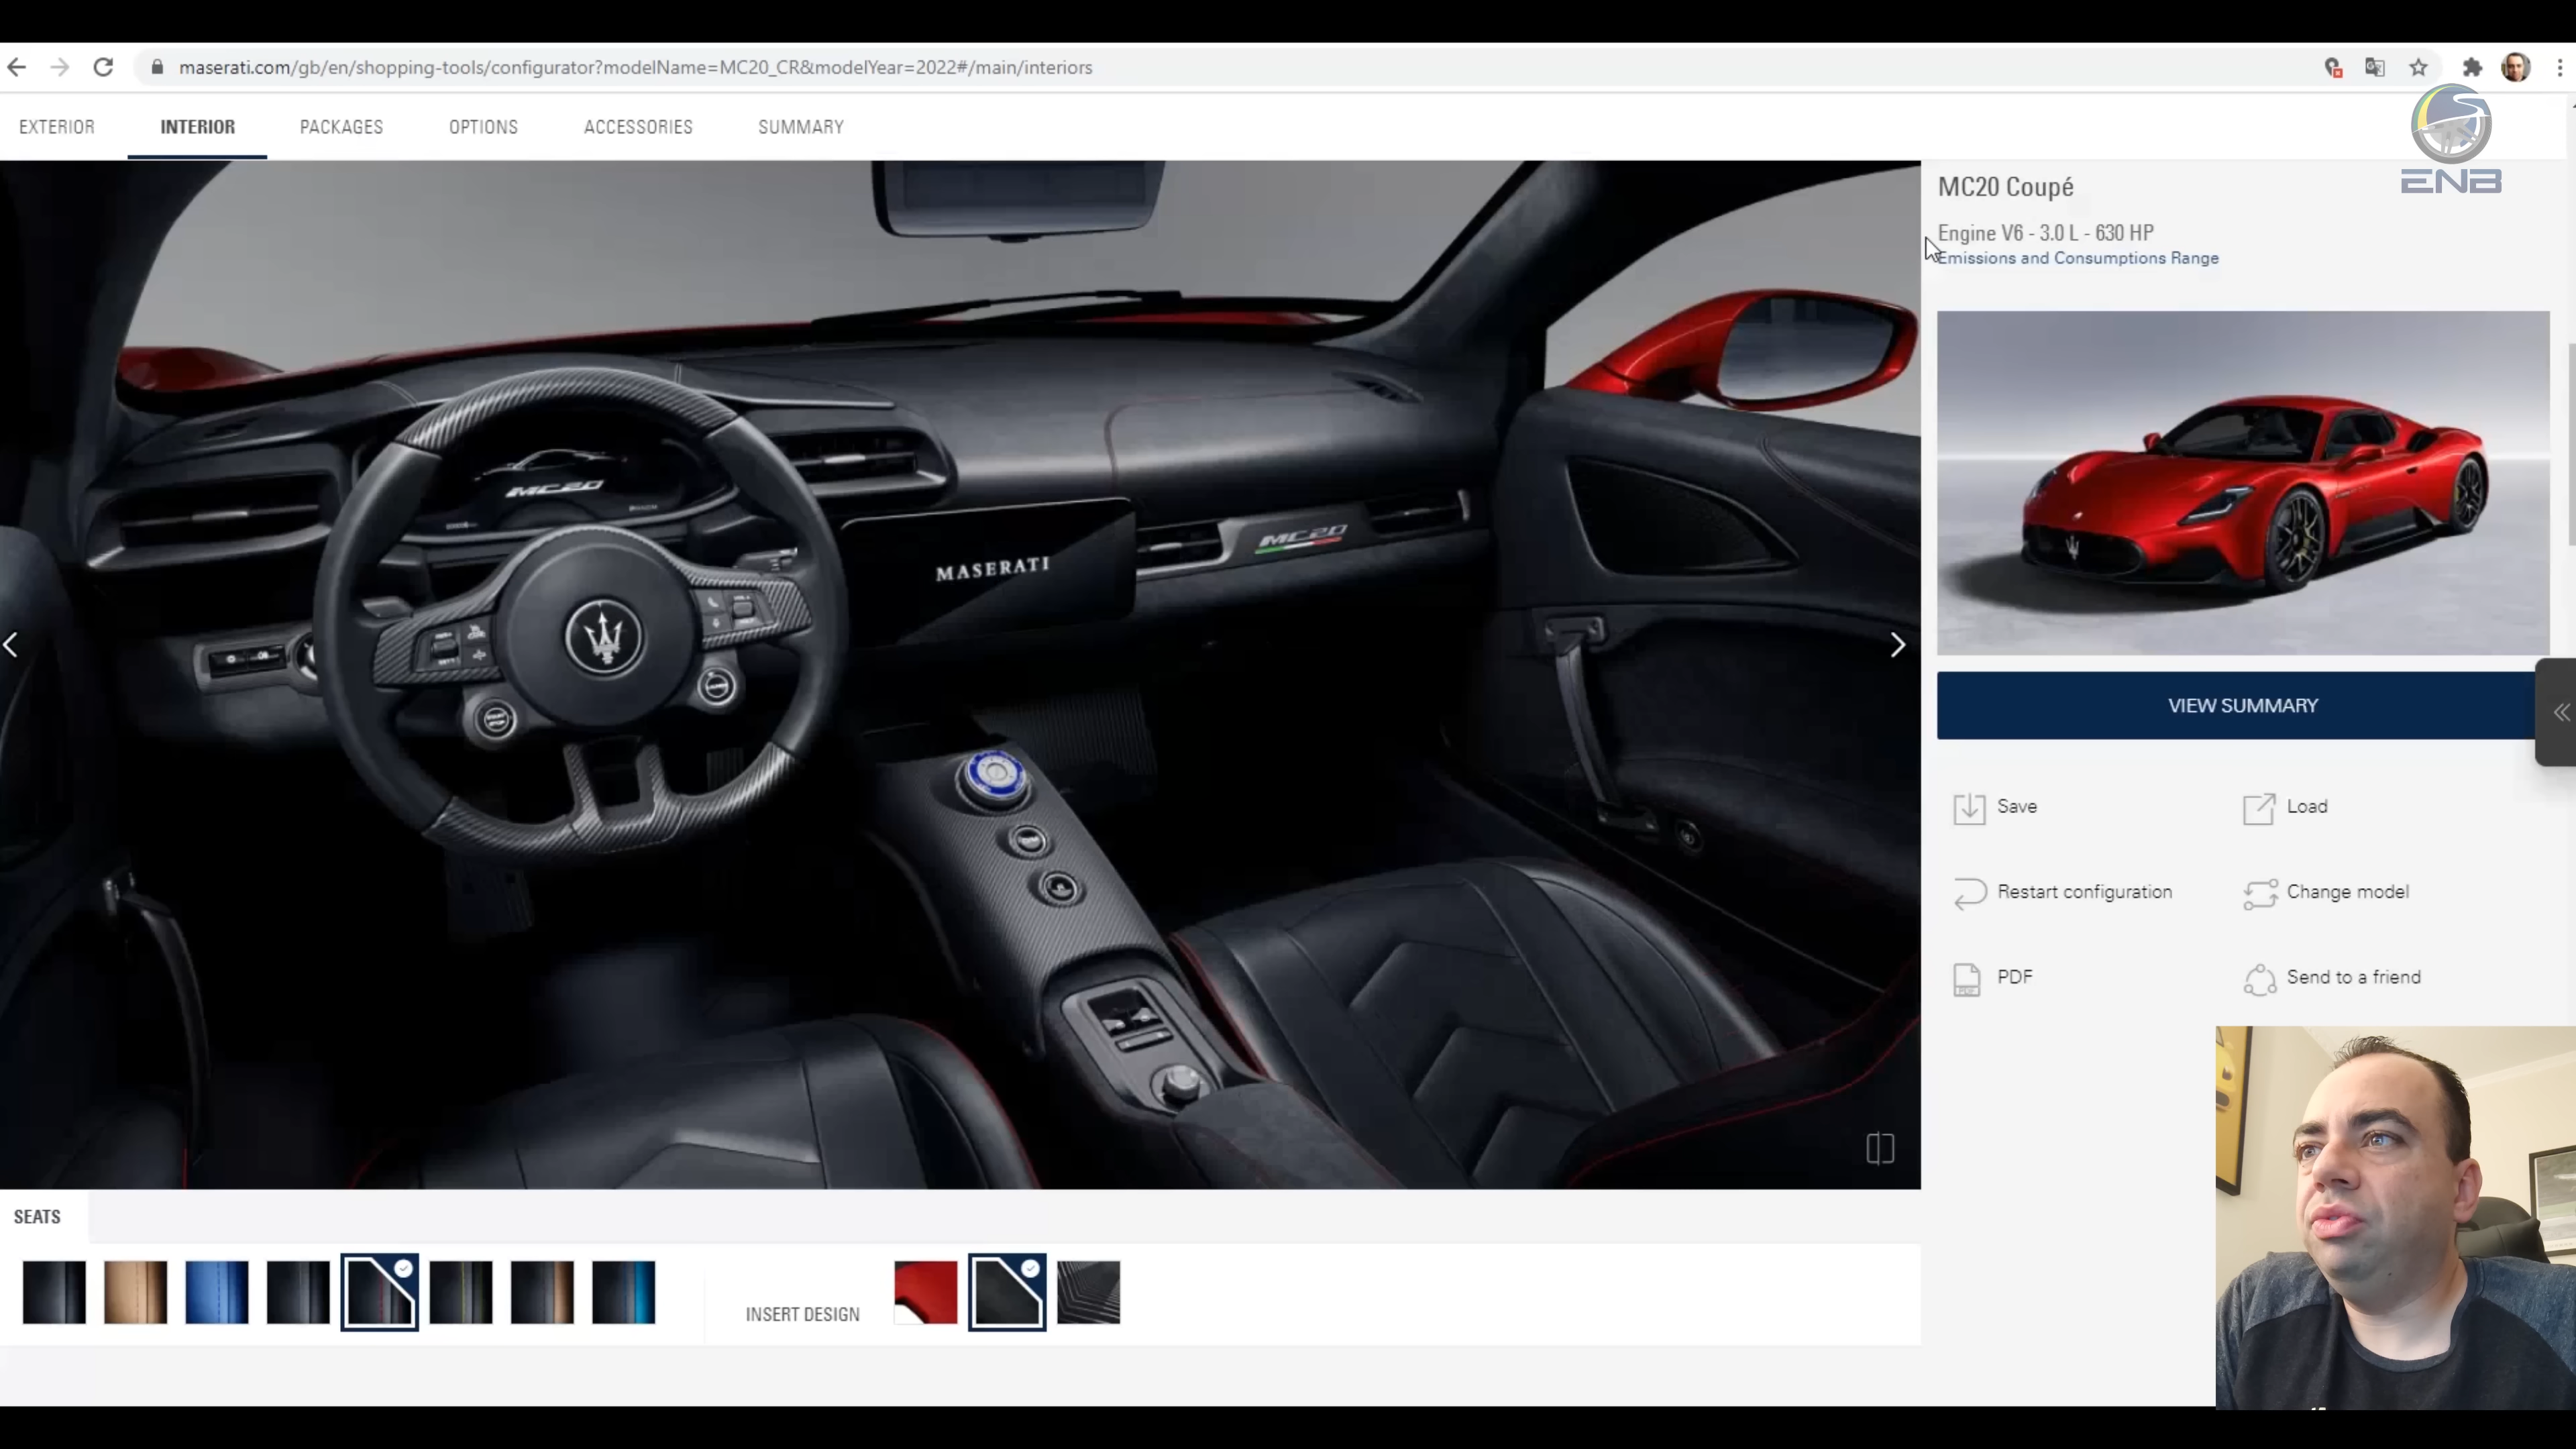 maserati.com/gb/en/shopping-tools/configurator?modelName=MC20_CR&modelYear=2022#/main/interiors
EXTERIOR INTERIOR PACKAGES OPTIONS ACCESSORIES SUMMARY
ENB
MC20 Coupé
Engine V6 - 3.0 L - 630 HP
Emissions and Consumptions Range
MC20
MASERATI
MC20
VIEW SUMMARY
Save
Load
Restart configuration
Change model
PDF
Send to a friend
SEATS
INSERT DESIGN